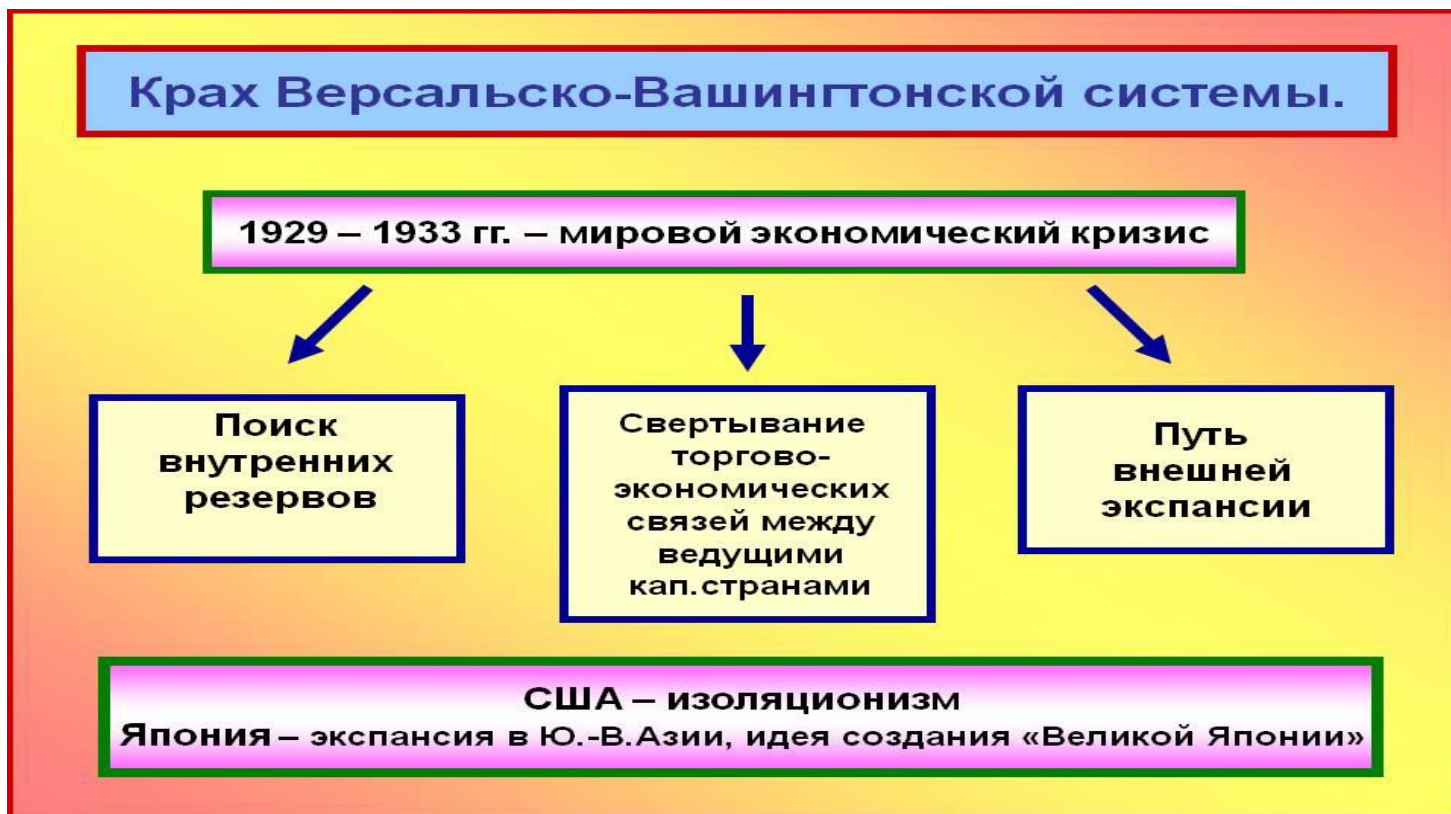 Крах Версальско-Вашингтонской системы.
1929 – 1933 гг. – мировой экономический кризис
Поиск
внутренних
резервов
Свертывание
торгово-
экономических
связей между
ведущими
кап.странами
Путь
внешней
экспансии
США – изоляционизм
Япония – экспансия в Ю.-В.Азии, идея создания «Великой Японии»